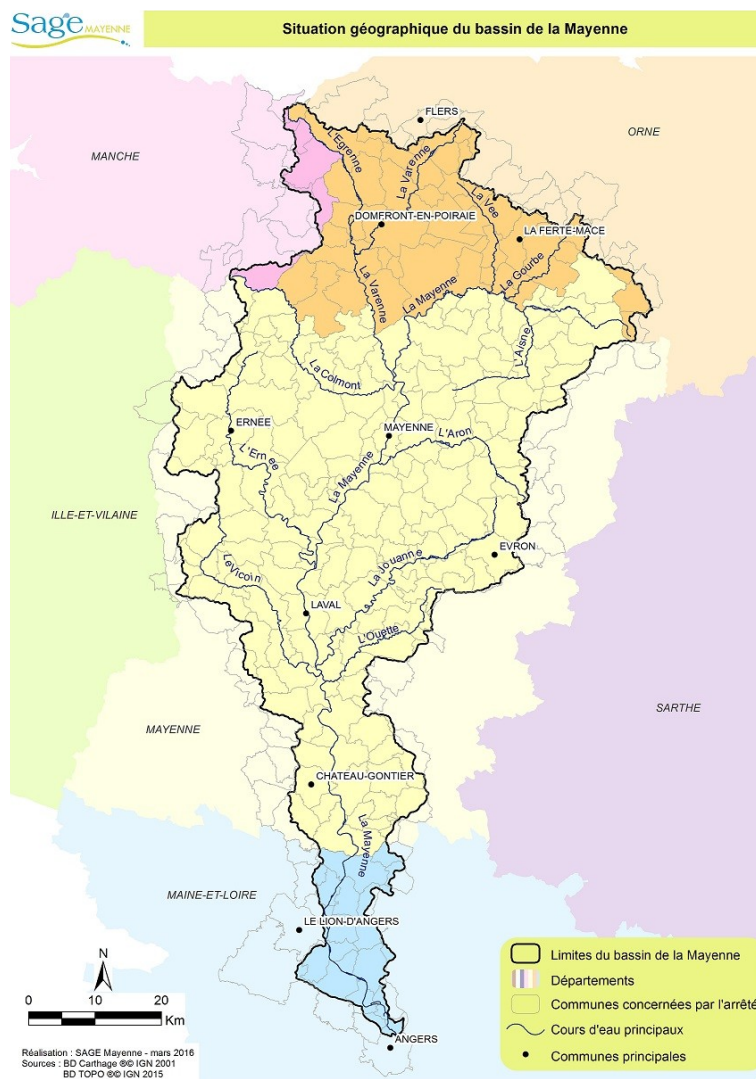 Sage MAYENNE
Situation géographique du bassin de la Mayenne
FLERS
ORNE
MANCHE
L'Egrenne
La Varenne
La Vee
DOMFRONT-EN-POIRAIE
LA FERTE-MACE
La Varenne
La Mayenne
La Gourbe
L'Aisne
La Colmont
ERNEE
MAYENNE
L'Aron
L'Ernee
La Mayenne
ILLE-ET-VILAINE
EVRON
Le Vicoin
La Jouanne
LAVAL
L'Ouette
SARTHE
MAYENNE
CHATEAU-GONTIER
La Mayenne
MAINE-ET-LOIRE
LE LION-D'ANGERS
ANGERS
N
0 10 20
Km
Réalisation : SAGE Mayenne - mars 2016
Sources : BD Carthage ®© IGN 2001
BD TOPO ®© IGN 2015
Limites du bassin de la Mayenne
Départements
Communes concernées par l'arrêté
Cours d'eau principaux
Communes principales